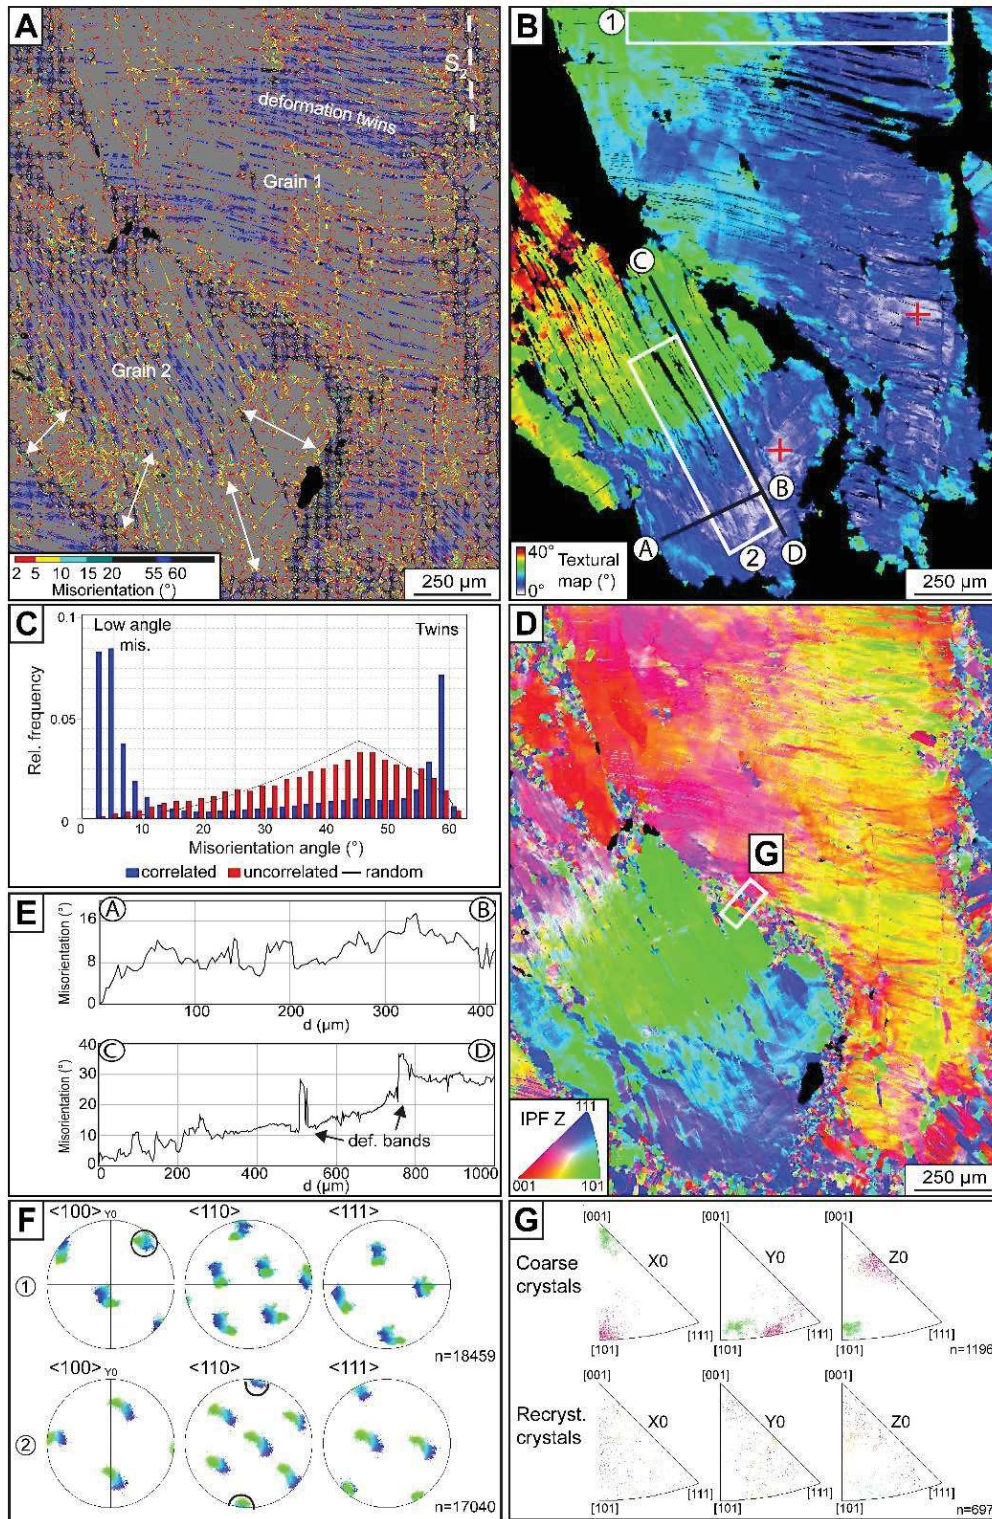 A
S2
deformation twins
Grain 1
Grain 2
2 5 10 15 20 55 60
Misorientation (°)
250 µm
B
1
C
B
A
2
D
40°
0°
Textural
map (°)
250 µm
C
0.1
Low angle
mis.
Twins
0.05
Rel. frequency
0
0 10 20 30 40 50 60
Misorientation angle (°)
correlated uncorrelated random
D
G
IPF Z
111
001
101
250 µm
E
Misorientation (°)
16
8
0
A
B
100 200 300 400
d (µm)
Misorientation (°)
40
30
20
10
0
C
D
def. bands
0 200 400 600 800 1000
d (µm)
F
<100> Y0 <110> <111>
1
n=18459
<100> Y0 <110> <111>
2
n=17040
G
Coarse
crystals
[001] [001] [001]
X0 Y0 Z0
[111] [111] [111]
[101] [101] [101]
n=1196
Recryst.
crystals
[001] [001] [001]
X0 Y0 Z0
[111] [111] [111]
[101] [101] [101]
n=697